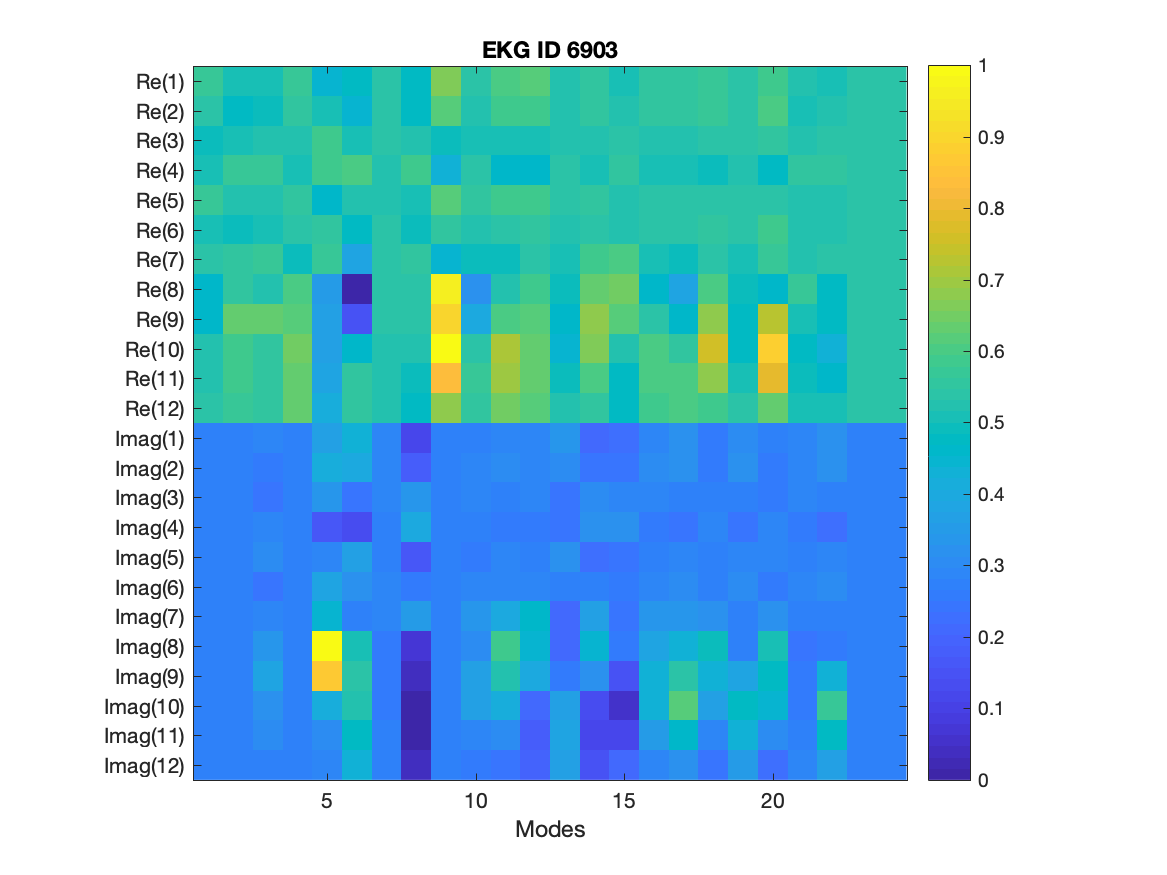 EKG ID 6903
Re(1)
Re(2)
Re(3)
Re(4)
Re(5)
Re(6)
Re(7)
Re(8)
Re(9)
Re(10)
Re(11)
Re(12)
Imag(1)
Imag(2)
Imag(3)
Imag(4)
Imag(5)
Imag(6)
Imag(7)
Imag(8)
Imag(9)
Imag(10)
Imag(11)
Imag(12)
5 10 15 20
Modes
1
0.9
0.8
0.7
0.6
0.5
0.4
0.3
0.2
0.1
0